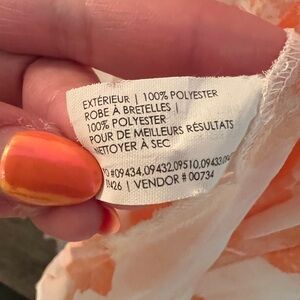 EXTÉRIEUR | 100% POLYESTER
ROBE À BRETELLES |
100% POLYESTER
POUR DE MEILLEURS RÉSULTATS
NETTOYER À SEC
#09434,09432,09510,09433,09
| VENDOR # 00734